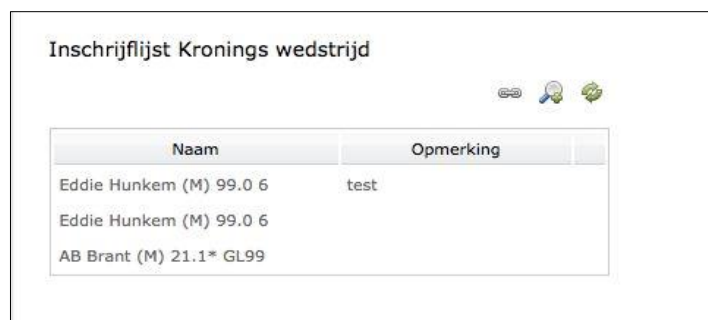 Inschrijflijst Kronings wedstrijd
Naam Opmerking
Eddie Hunkem (M) 99.0 6 test
Eddie Hunkem (M) 99.0 6
AB Brant (M) 21.1* GL99